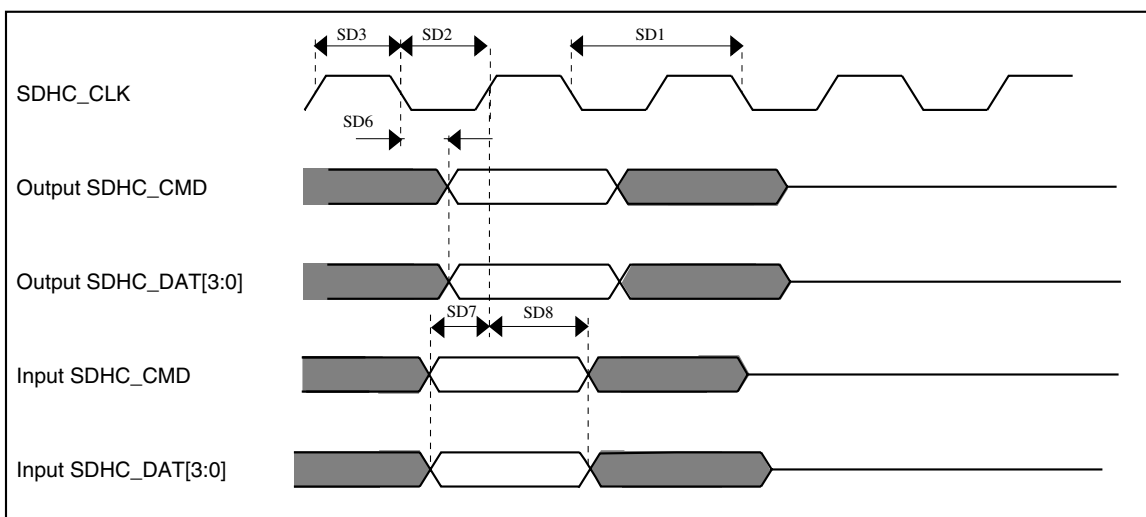 SD3 SD2 SD1
SDHC_CLK
SD6
Output SDHC_CMD
Output SDHC_DAT[3:0]
SD7 SD8
Input SDHC_CMD
Input SDHC_DAT[3:0]